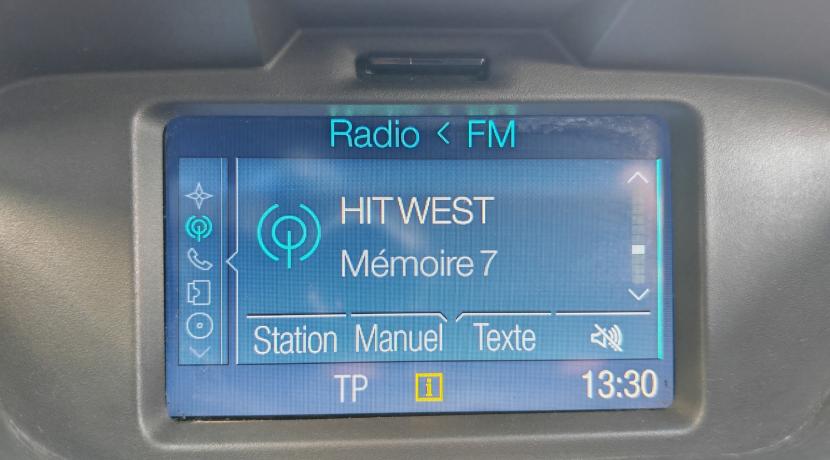 Radio < FM
HIT WEST
Mémoire 7
Station Manuel Texte
TP i 13:30